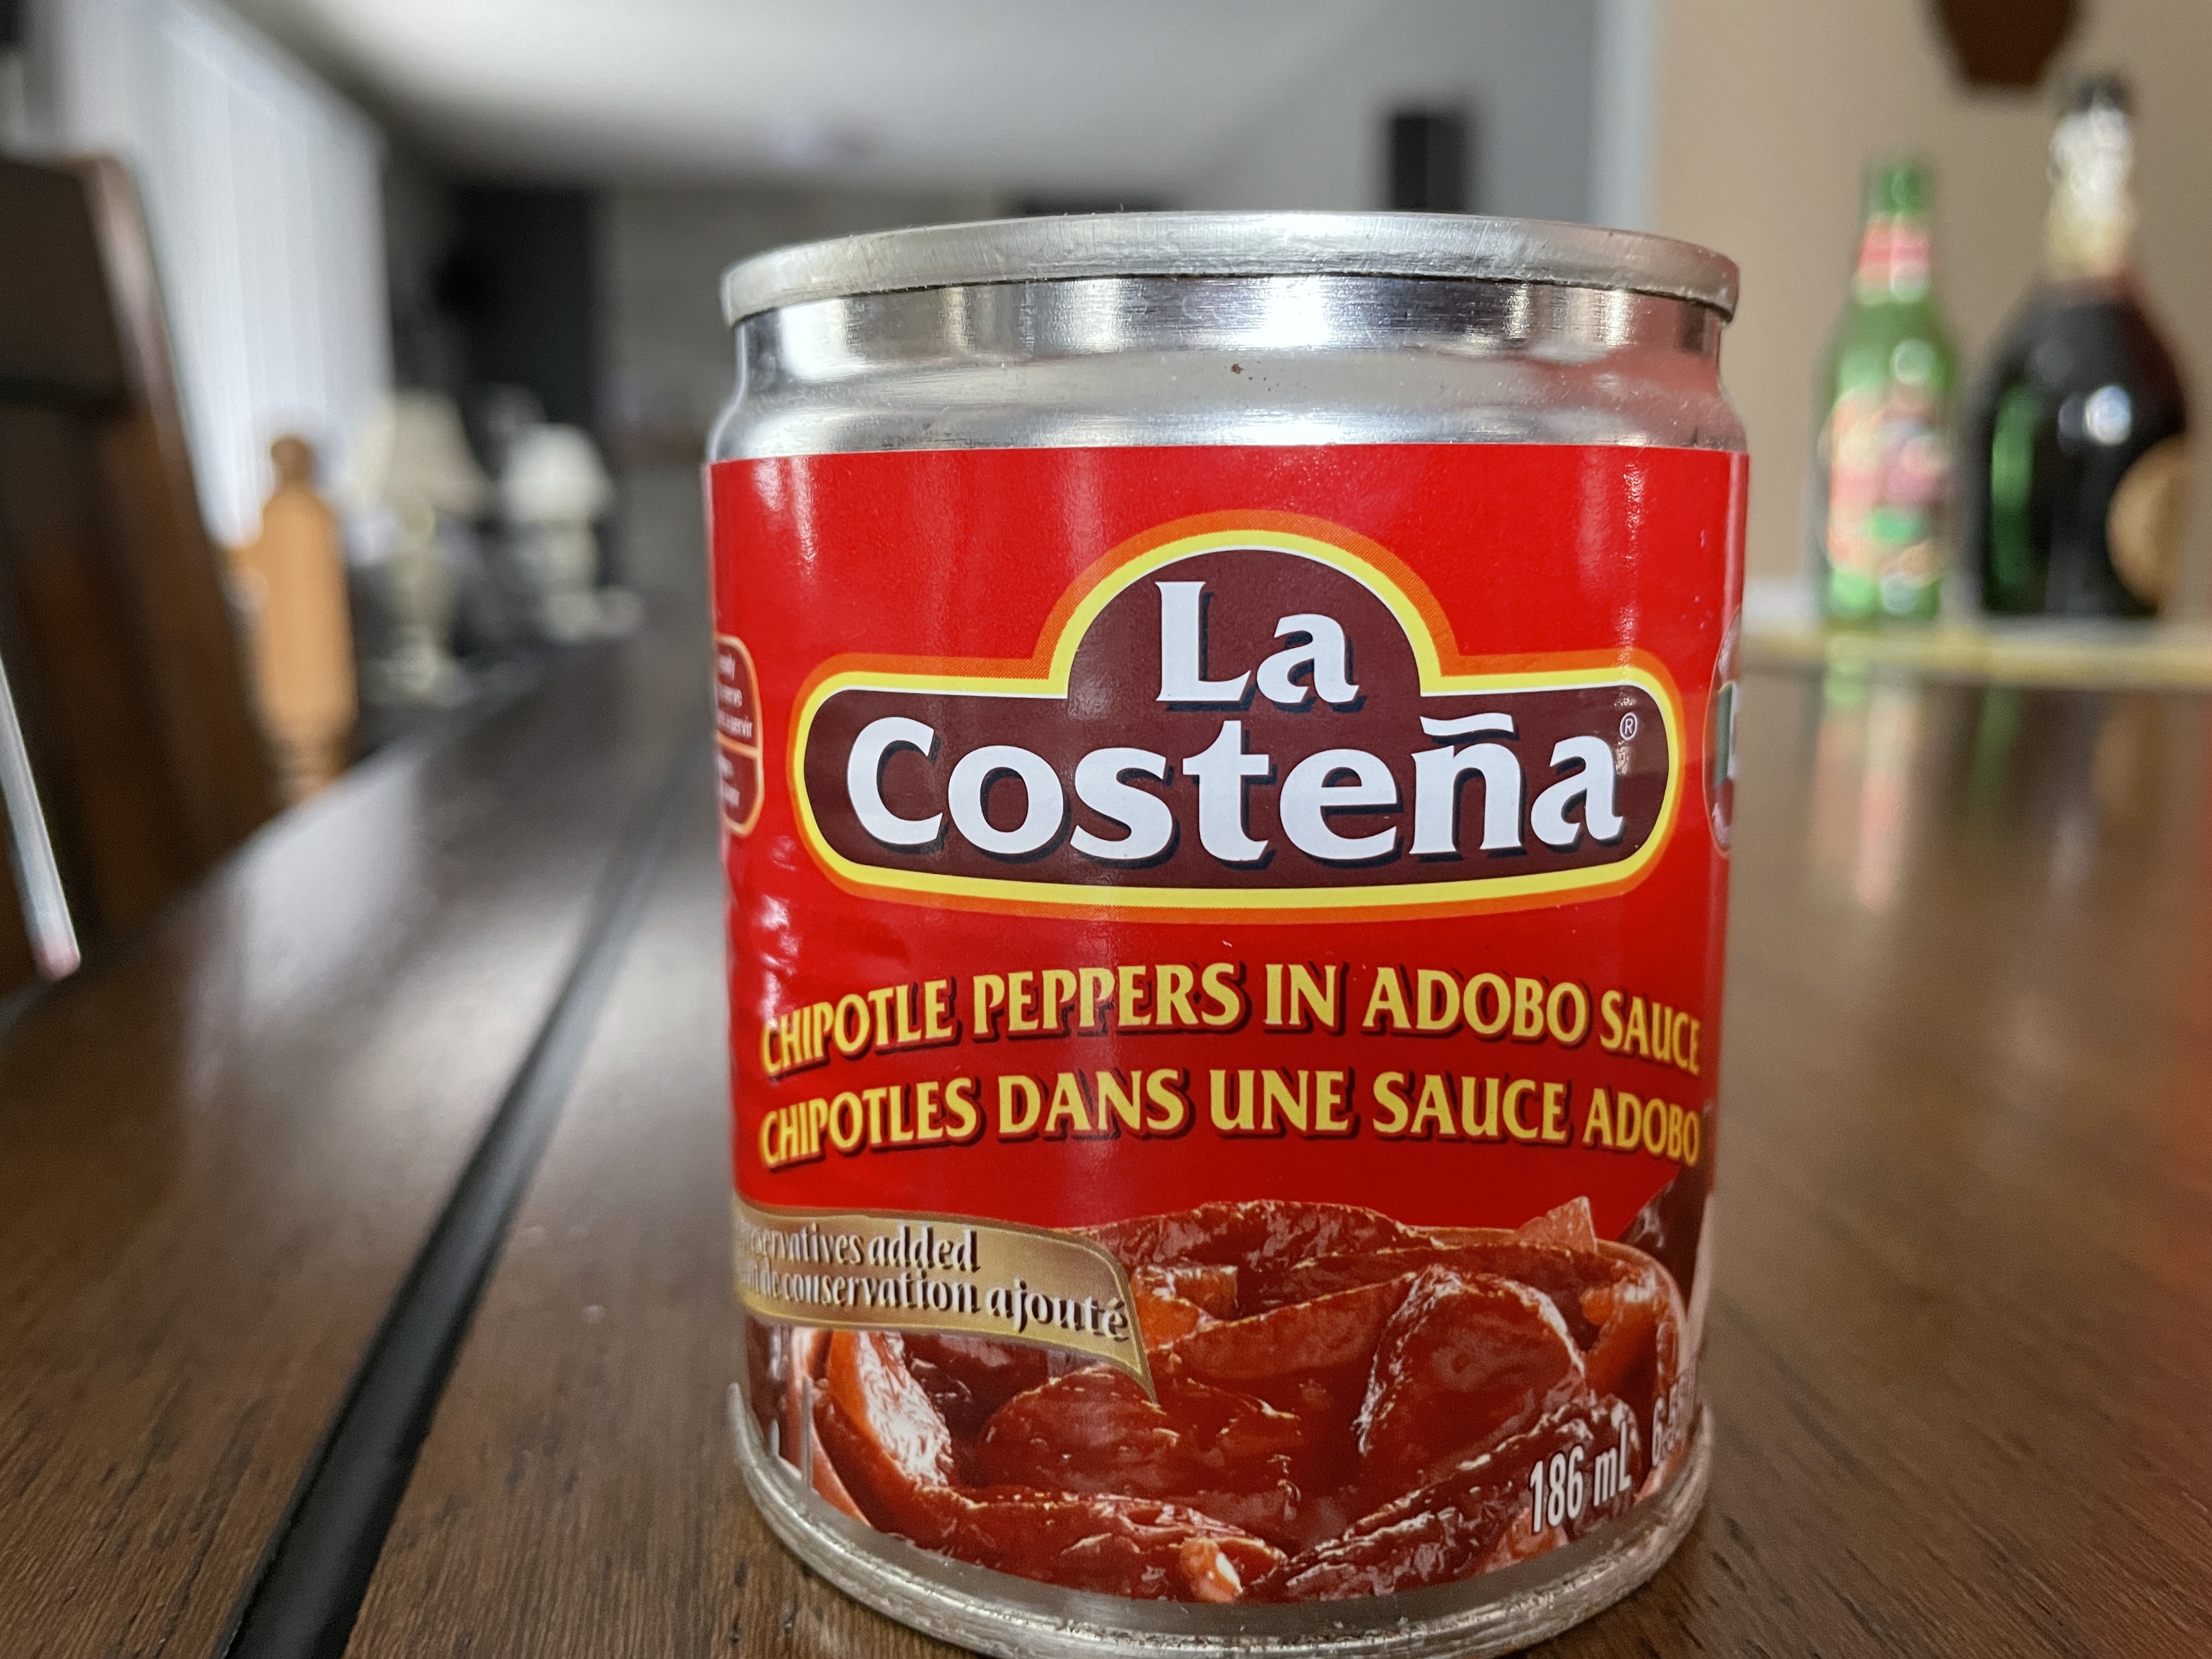 La
Costeña®
CHIPOTLE PEPPERS IN ADOBO SAUCE
CHIPOTLES DANS UNE SAUCE ADOBO
added
de conservation ajouté
186 mL